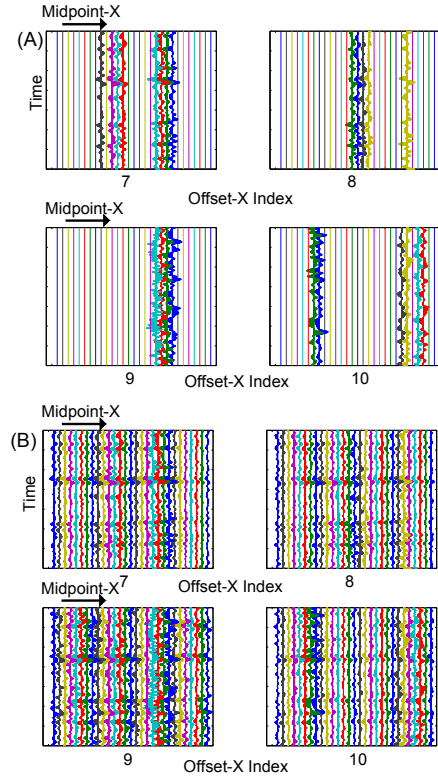 (A)
Midpoint-X
Time
7
8
Offset-X Index
Midpoint-X
9
10
Offset-X Index
(B)
Midpoint-X
Time
7
8
Offset-X Index
Midpoint-X
9
10
Offset-X Index